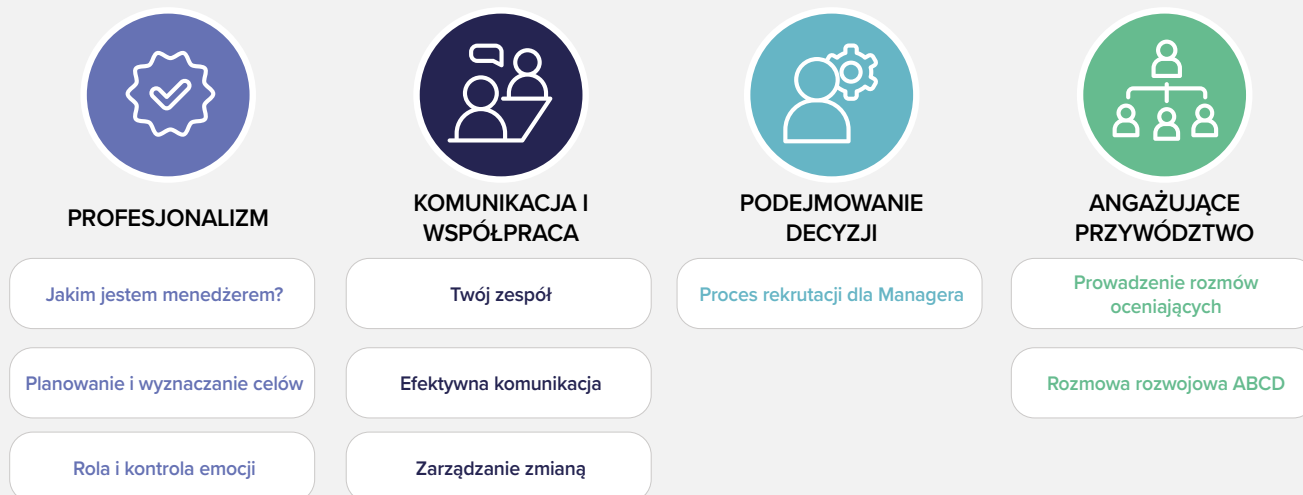 PROFESJONALIZM
Jakim jestem menedżerem?
Planowanie i wyznaczanie celów
Rola i kontrola emocji
KOMUNIKACJA I
WSPÓŁPRACA
Twój zespół
Efektywna komunikacja
Zarządzanie zmianą
PODEJMOWANIE
DECYZJI
Proces rekrutacji dla Managera
ANGAŻUJĄCE
PRZYWÓDZTWO
Prowadzenie rozmów
oceniających
Rozmowa rozwojowa ABCD